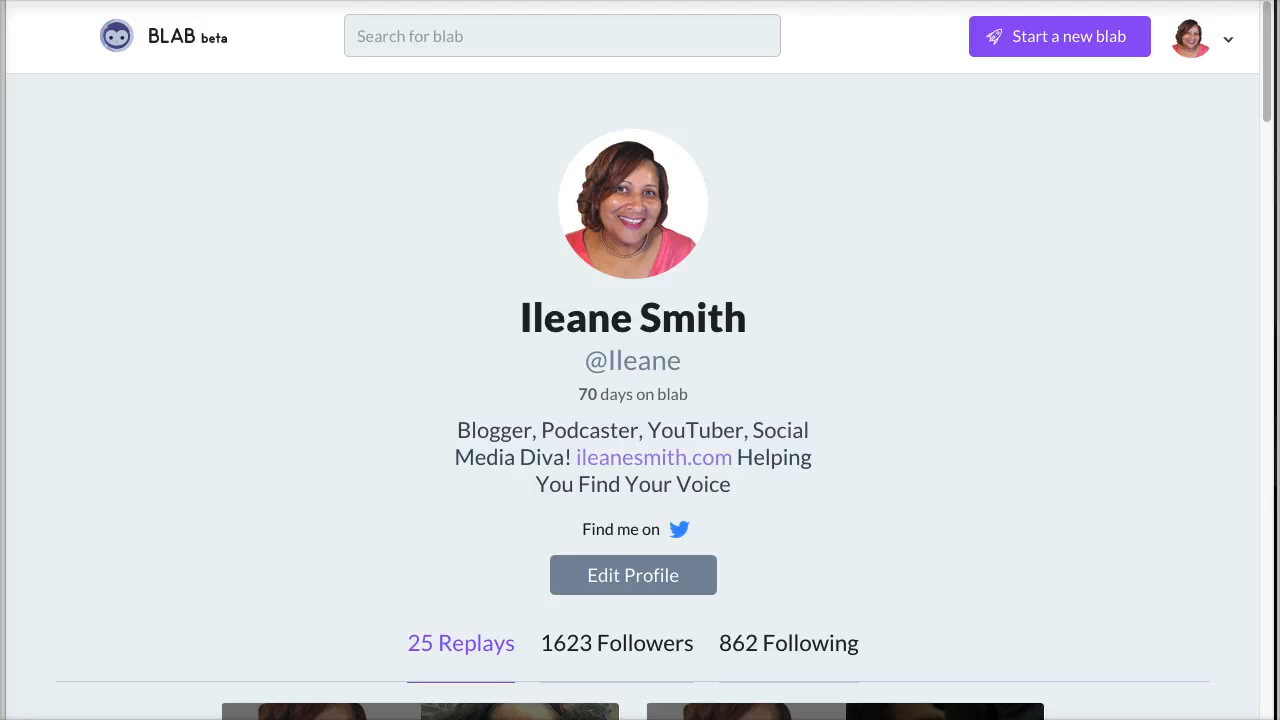 BLAB beta
Search for blab
Start a new blab
Ileane Smith
@Ileane
70 days on blab
Blogger, Podcaster, YouTuber, Social
Media Diva! ileanesmith.com Helping
You Find Your Voice
Find me on
Edit Profile
25 Replays 1623 Followers 862 Following